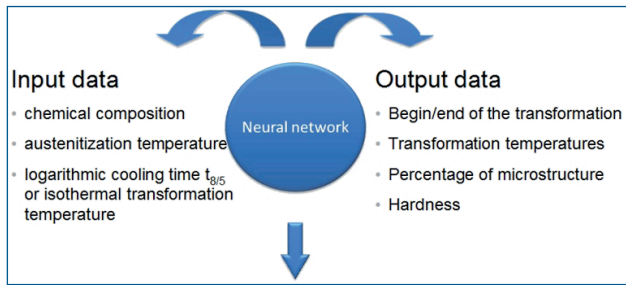 Input data
• chemical composition
• austenitization temperature
• logarithmic cooling time t8/5
or isothermal transformation
temperature
Neural network
Output data
• Begin/end of the transformation
• Transformation temperatures
• Percentage of microstructure
• Hardness